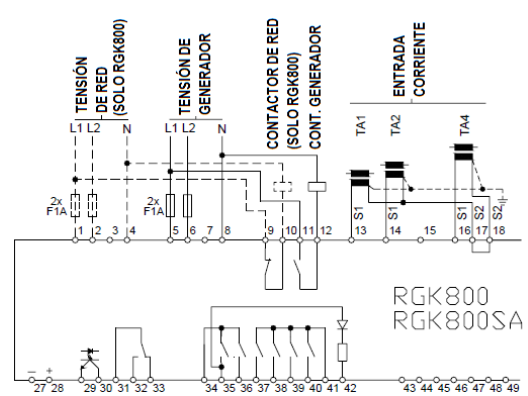 TENSIÓN
DE RED
(SOLO RGK800)
TENSIÓN DE
GENERADOR
CONTACTOR DE RED
(SOLO RGK800)
CONT. GENERADOR
ENTRADA
CORRIENTE
TA1
TA2
TA4
L1 L2 N
L1 L2 N
2x
F1A
2x
F1A
S1
S1
S1
S2
S2
1 2 3 4 5 6 7 8 9 10 11 12 13 14 15 16 17 18
RGK800
RGK800SA
- +
27 28 29 30 31 32 33 34 35 36 37 38 39 40 41 42 43 44 45 46 47 48 49